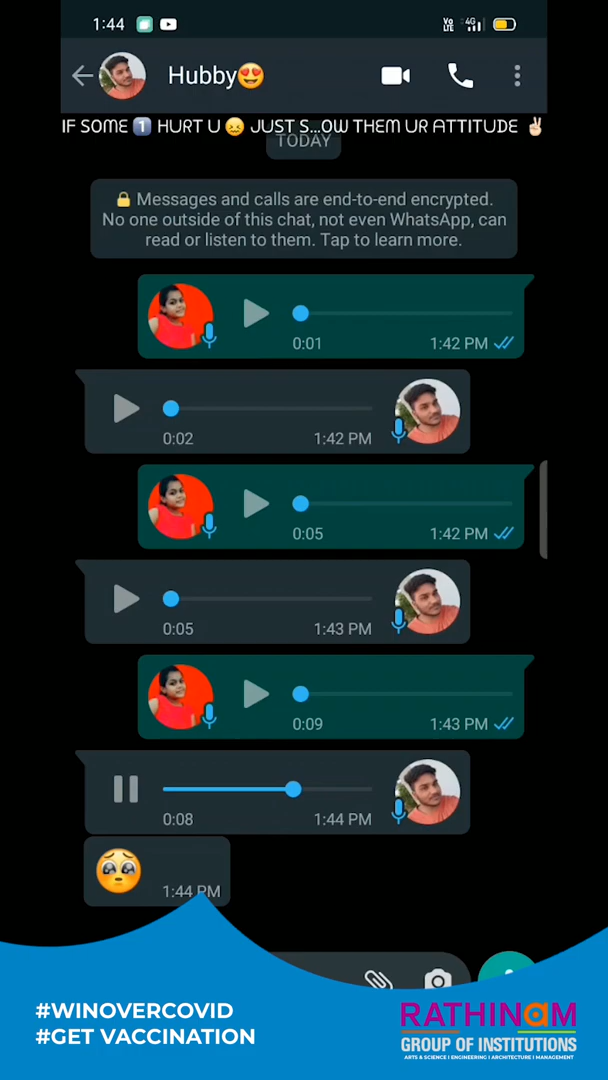 1:44
Vo LTE 4G
Hubby😍
IF SOME 1️⃣ HURT U 😖 JUST S...OW THEM UR ATTITUDE ✌🏻
TODAY
🔒 Messages and calls are end-to-end encrypted.
No one outside of this chat, not even WhatsApp, can
read or listen to them. Tap to learn more.
0:01 1:42 PM
0:02 1:42 PM
0:05 1:42 PM
0:05 1:43 PM
0:09 1:43 PM
0:08 1:44 PM
🥺
1:44 PM
#WINOVERCOVID
#GET VACCINATION
RATHINAM
GROUP OF INSTITUTIONS
ARTS & SCIENCE I ENGINEERING I ARCHITECTURE I MANAGEMENT